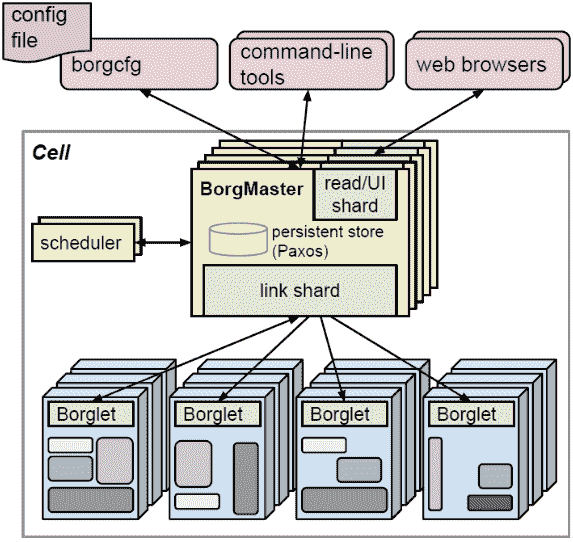 config
file
borgcfg
command-line
tools
web browsers
Cell
BorgMaster
read/UI
shard
persistent store
(Paxos)
scheduler
link shard
Borglet
Borglet
Borglet
Borglet